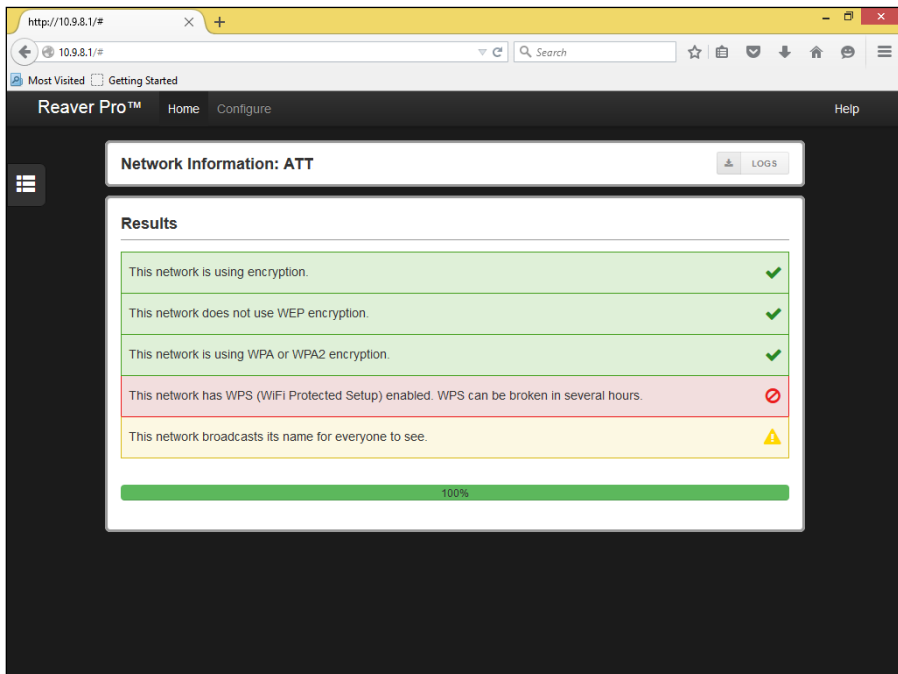 http://10.9.8.1/#
10.9.8.1/#
Search
Most Visited Getting Started
Reaver Pro™ Home Configure Help
Network Information: ATT
LOGS
Results
This network is using encryption.
This network does not use WEP encryption.
This network is using WPA or WPA2 encryption.
This network has WPS (WiFi Protected Setup) enabled. WPS can be broken in several hours.
This network broadcasts its name for everyone to see.
100%